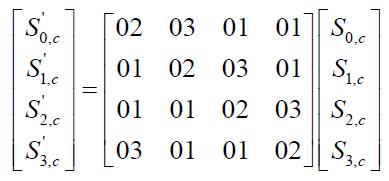 S'0,c 02 03 01 01 S0,c
S'1,c 01 02 03 01 S1,c
=
S'2,c 01 01 02 03 S2,c
S'3,c 03 01 01 02 S3,c